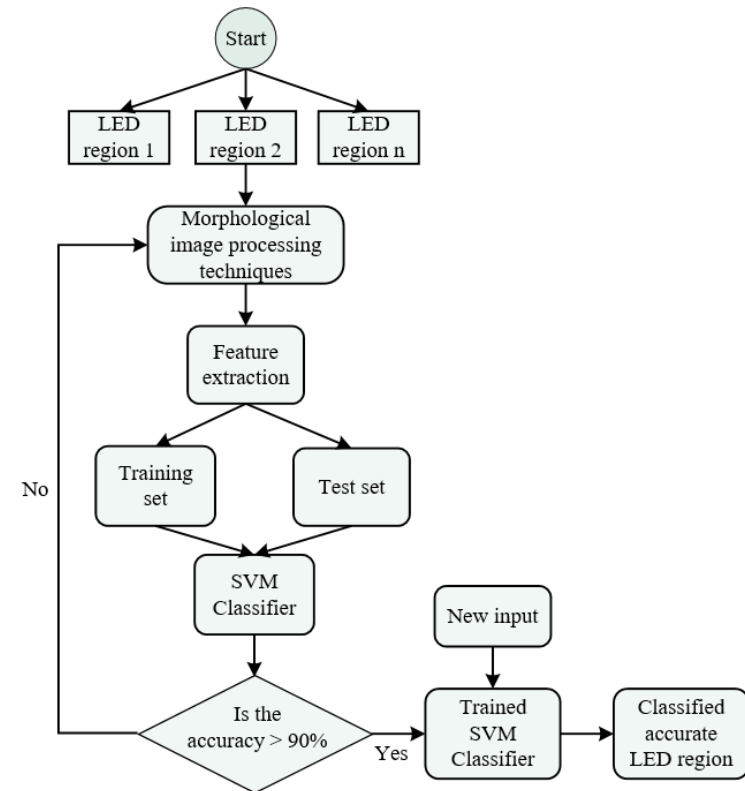 Start
LED
region 1
LED
region 2
LED
region n
Morphological
image processing
techniques
Feature
extraction
Training
set
Test set
No
SVM
Classifier
New input
Is the
accuracy > 90%
Yes
Trained
SVM
Classifier
Classified
accurate
LED region